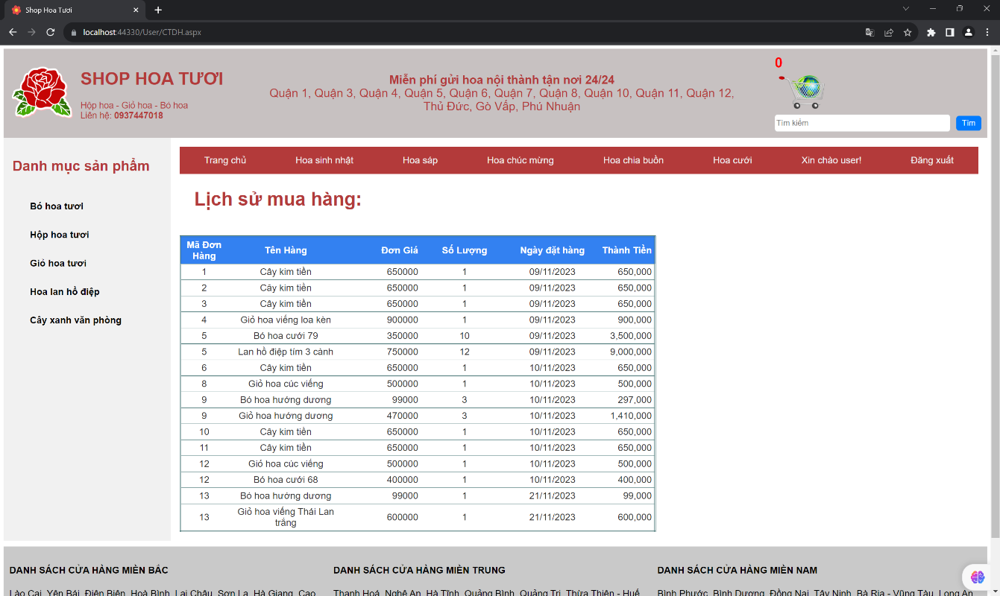 Shop Hoa Tươi
localhost:44330/User/CTDH.aspx
SHOP HOA TƯƠI
Hộp hoa - Giỏ hoa - Bó hoa
Liên hệ: 0937447018
Miễn phí gửi hoa nội thành tận nơi 24/24
Quận 1, Quận 3, Quận 4, Quận 5, Quận 6, Quận 7, Quận 8, Quận 10, Quận 11, Quận 12,
Thủ Đức, Gò Vấp, Phú Nhuận
0
Tìm kiếm
Tìm
Danh mục sản phẩm
Bó hoa tươi
Hộp hoa tươi
Giỏ hoa tươi
Hoa lan hồ điệp
Cây xanh văn phòng
Trang chủ Hoa sinh nhật Hoa sáp Hoa chúc mừng Hoa chia buồn Hoa cưới Xin chào user! Đăng xuất
Lịch sử mua hàng:
Mã Đơn Hàng Tên Hàng Đơn Giá Số Lượng Ngày đặt hàng Thành Tiền
1 Cây kim tiền 650000 1 09/11/2023 650,000
2 Cây kim tiền 650000 1 09/11/2023 650,000
3 Cây kim tiền 650000 1 09/11/2023 650,000
4 Giỏ hoa viếng loa kèn 900000 1 09/11/2023 900,000
5 Bó hoa cưới 79 350000 10 09/11/2023 3,500,000
5 Lan hồ điệp tím 3 cành 750000 12 09/11/2023 9,000,000
6 Cây kim tiền 650000 1 10/11/2023 650,000
8 Giỏ hoa cúc viếng 500000 1 10/11/2023 500,000
9 Bó hoa hướng dương 99000 3 10/11/2023 297,000
9 Giỏ hoa hướng dương 470000 3 10/11/2023 1,410,000
10 Cây kim tiền 650000 1 10/11/2023 650,000
11 Cây kim tiền 650000 1 10/11/2023 650,000
12 Giỏ hoa cúc viếng 500000 1 10/11/2023 500,000
12 Bó hoa cưới 68 400000 1 10/11/2023 400,000
13 Bó hoa hướng dương 99000 1 21/11/2023 99,000
13 Giỏ hoa viếng Thái Lan trắng 600000 1 21/11/2023 600,000
DANH SÁCH CỬA HÀNG MIỀN BẮC
Lào Cai, Yên Bái, Điện Biên, Hoà Bình, Lai Châu, Sơn La, Hà Giang, Cao
DANH SÁCH CỬA HÀNG MIỀN TRUNG
Thanh Hoá, Nghệ An, Hà Tĩnh, Quảng Bình, Quảng Trị, Thừa Thiên - Huế
DANH SÁCH CỬA HÀNG MIỀN NAM
Bình Phước, Bình Dương, Đồng Nai, Tây Ninh, Bà Rịa - Vũng Tàu, Long An